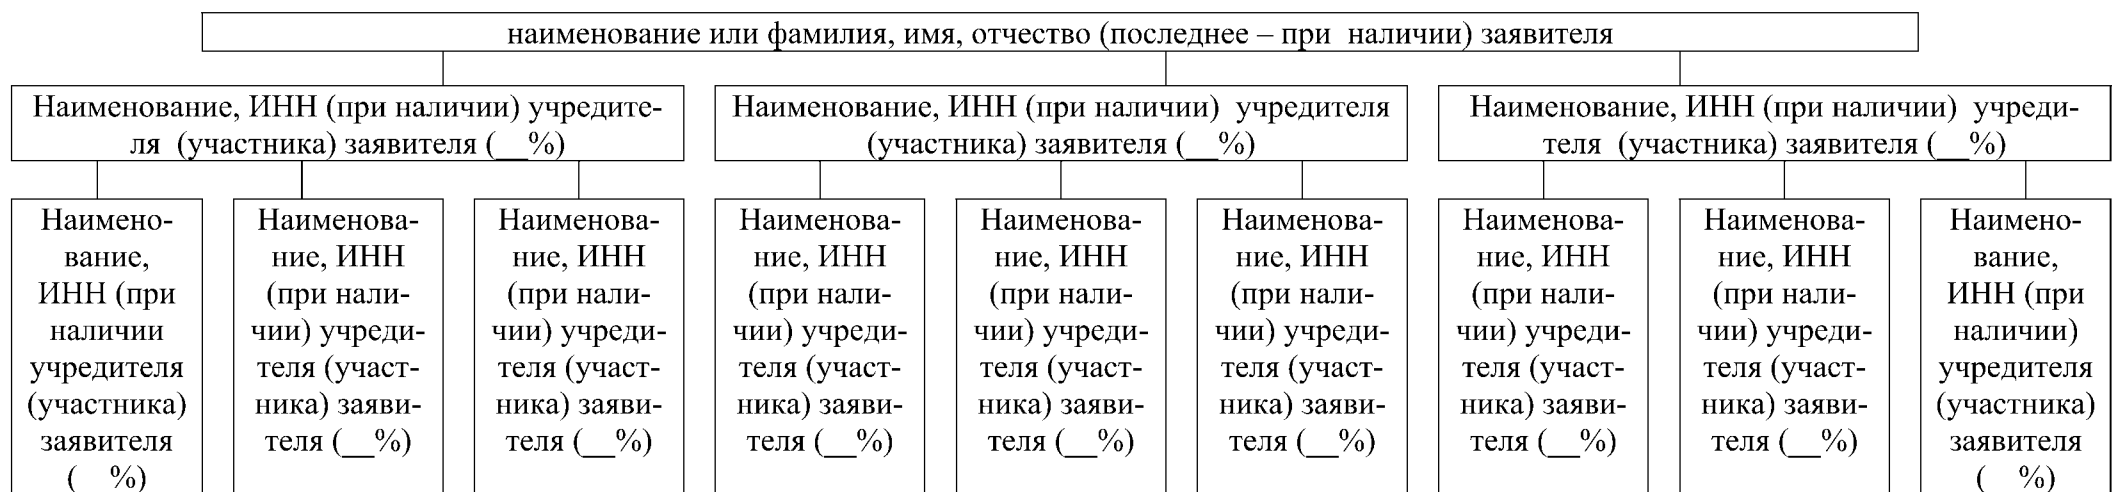 наименование или фамилия, имя, отчество (последнее – при наличии) заявителя
Наименование, ИНН (при наличии) учредите-
ля (участника) заявителя (__%)
Наименование, ИНН (при наличии) учредителя
(участника) заявителя (__%)
Наименование, ИНН (при наличии) учреди-
теля (участника) заявителя (__%)
Наимено-
вание,
ИНН (при
наличии
учредителя
(участника)
заявителя
(__%)
Наименова-
ние, ИНН
(при нали-
чии) учреди-
теля (участ-
ника) заяви-
теля (__%)
Наименова-
ние, ИНН
(при нали-
чии) учреди-
теля (участ-
ника) заяви-
теля (__%)
Наименова-
ние, ИНН
(при нали-
чии) учреди-
теля (участ-
ника) заяви-
теля (__%)
Наименова-
ние, ИНН
(при нали-
чии) учреди-
теля (участ-
ника) заяви-
теля (__%)
Наименова-
ние, ИНН
(при нали-
чии) учреди-
теля (участ-
ника) заяви-
теля (__%)
Наименова-
ние, ИНН
(при нали-
чии) учреди-
теля (участ-
ника) заяви-
теля (__%)
Наименова-
ние, ИНН
(при нали-
чии) учреди-
теля (участ-
ника) заяви-
теля (__%)
Наимено-
вание,
ИНН (при
наличии)
учредителя
(участника)
заявителя
(__%)